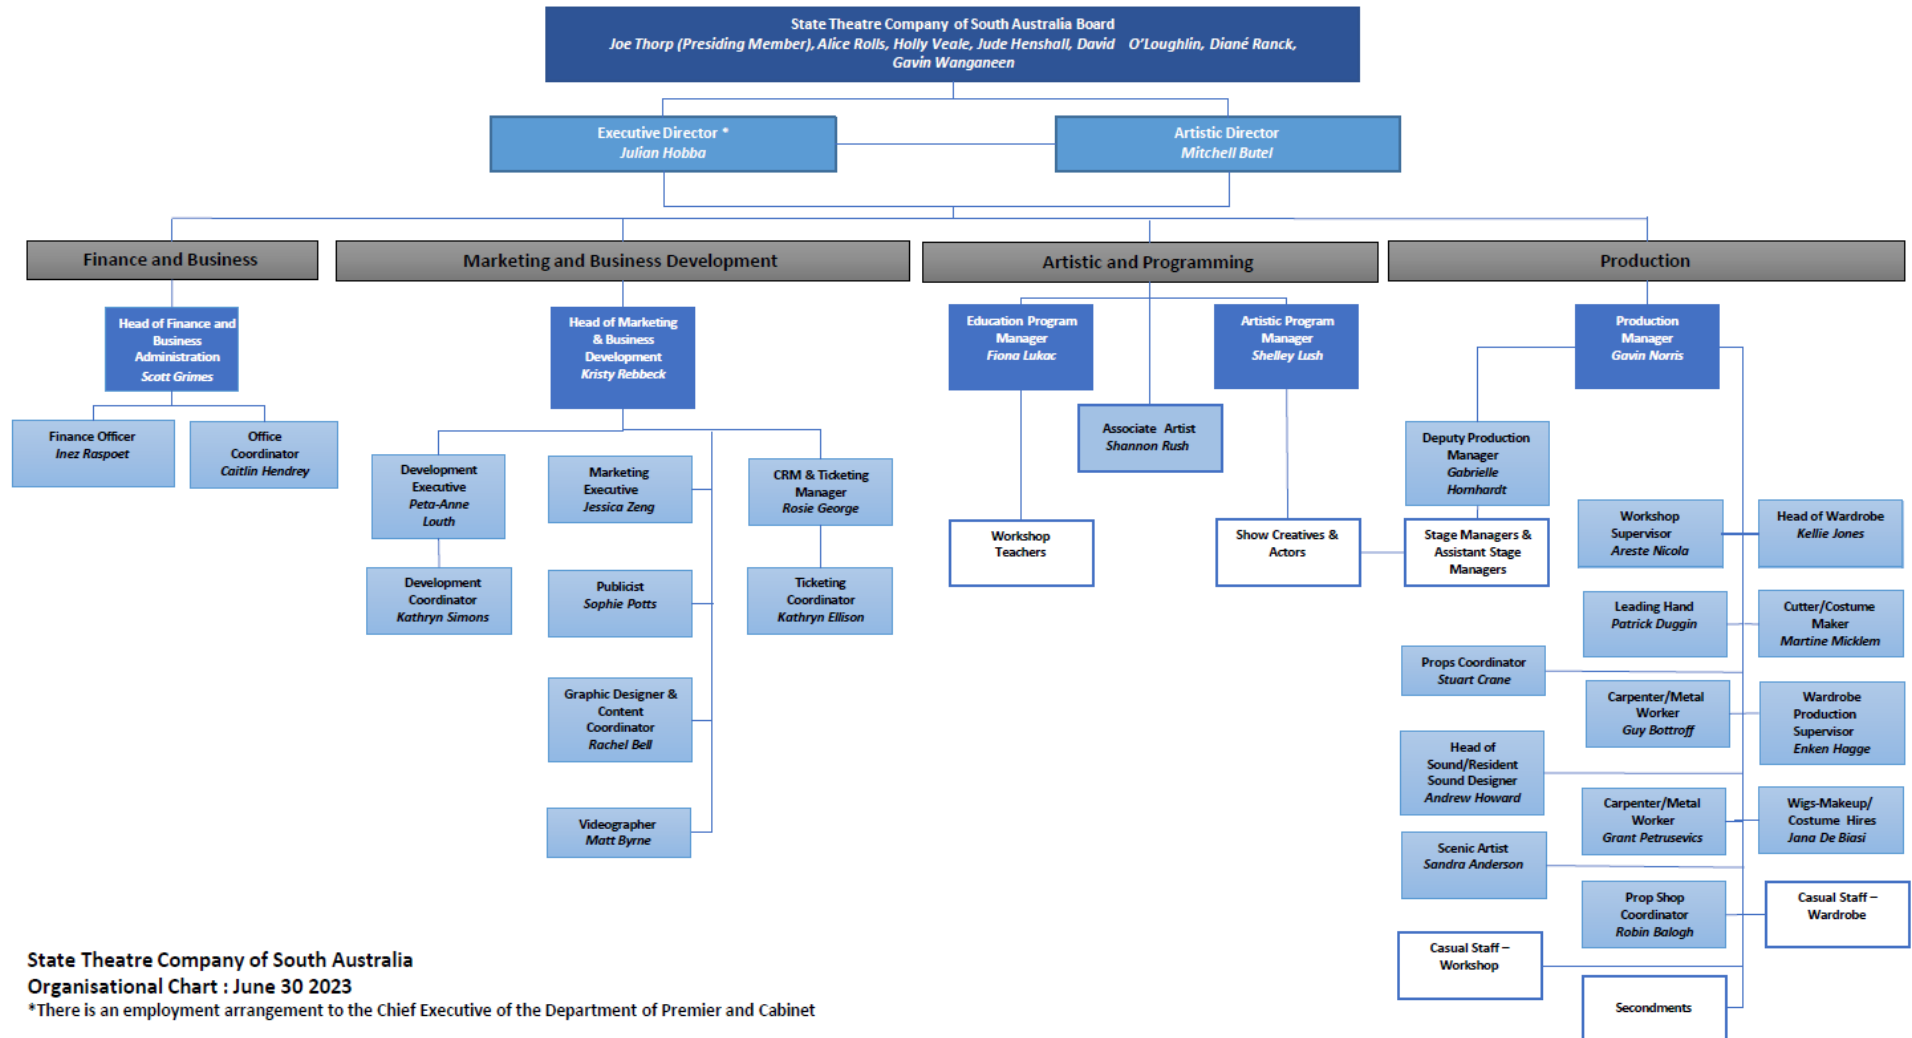 State Theatre Company of South Australia Board
Joe Thorp (Presiding Member), Alice Rolls, Holly Veale, Jude Henshall, David O'Loughlin, Diané Ranck,
Gavin Wanganeen
Executive Director *
Julian Hobba
Artistic Director
Mitchell Butel
Finance and Business
Marketing and Business Development
Artistic and Programming
Production
Head of Finance and
Business
Administration
Scott Grimes
Head of Marketing
& Business
Development
Kristy Rebbeck
Education Program
Manager
Fiona Lukac
Artistic Program
Manager
Shelley Lush
Production
Manager
Gavin Norris
Finance Officer
Inez Raspoet
Office
Coordinator
Caitlin Hendrey
Development
Executive
Peta-Anne
Louth
Marketing
Executive
Jessica Zeng
CRM & Ticketing
Manager
Rosie George
Associate Artist
Shannon Rush
Deputy Production
Manager
Gabrielle
Hornhardt
Development
Coordinator
Kathryn Simons
Publicist
Sophie Potts
Ticketing
Coordinator
Kathryn Ellison
Graphic Designer &
Content
Coordinator
Rachel Bell
Videographer
Matt Byrne
Workshop
Teachers
Show Creatives &
Actors
Stage Managers &
Assistant Stage
Managers
Workshop
Supervisor
Areste Nicola
Head of Wardrobe
Kellie Jones
Leading Hand
Patrick Duggin
Cutter/Costume
Maker
Martine Micklem
Props Coordinator
Stuart Crane
Carpenter/Metal
Worker
Guy Bottroff
Wardrobe
Production
Supervisor
Enken Hagge
Head of
Sound/Resident
Sound Designer
Andrew Howard
Carpenter/Metal
Worker
Grant Petrusevics
Wigs-Makeup/
Costume Hires
Jana De Biasi
Scenic Artist
Sandra Anderson
Prop Shop
Coordinator
Robin Balogh
Casual Staff –
Wardrobe
Casual Staff –
Workshop
Secondments
State Theatre Company of South Australia
Organisational Chart : June 30 2023
*There is an employment arrangement to the Chief Executive of the Department of Premier and Cabinet